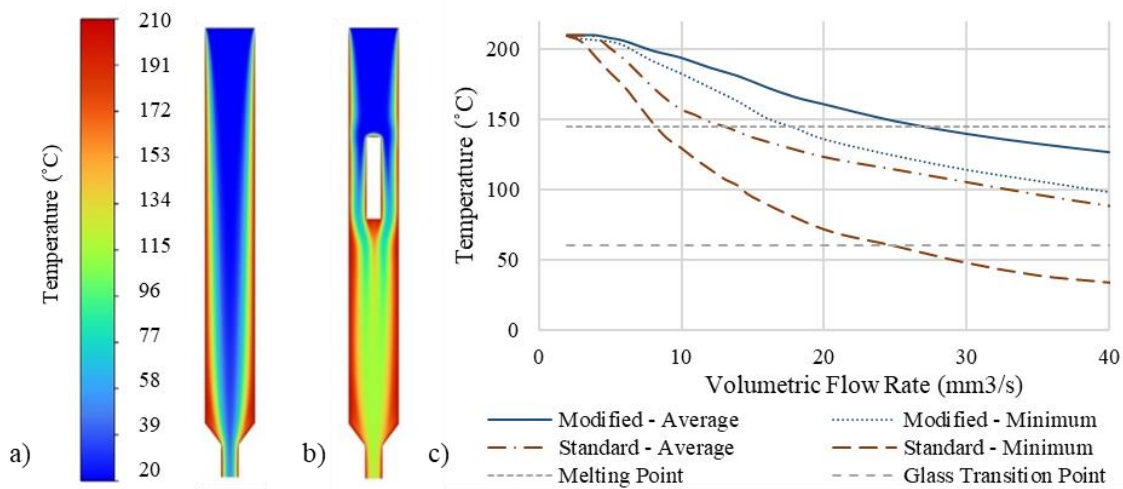 Temperature (˚C)
210
191
172
153
134
115
96
77
58
39
20
a)
b)
c)
Temperature (˚C)
200
150
100
50
0
0 10 20 30 40
Volumetric Flow Rate (mm3/s)
Modified - Average
Modified - Minimum
Standard - Average
Standard - Minimum
Melting Point
Glass Transition Point